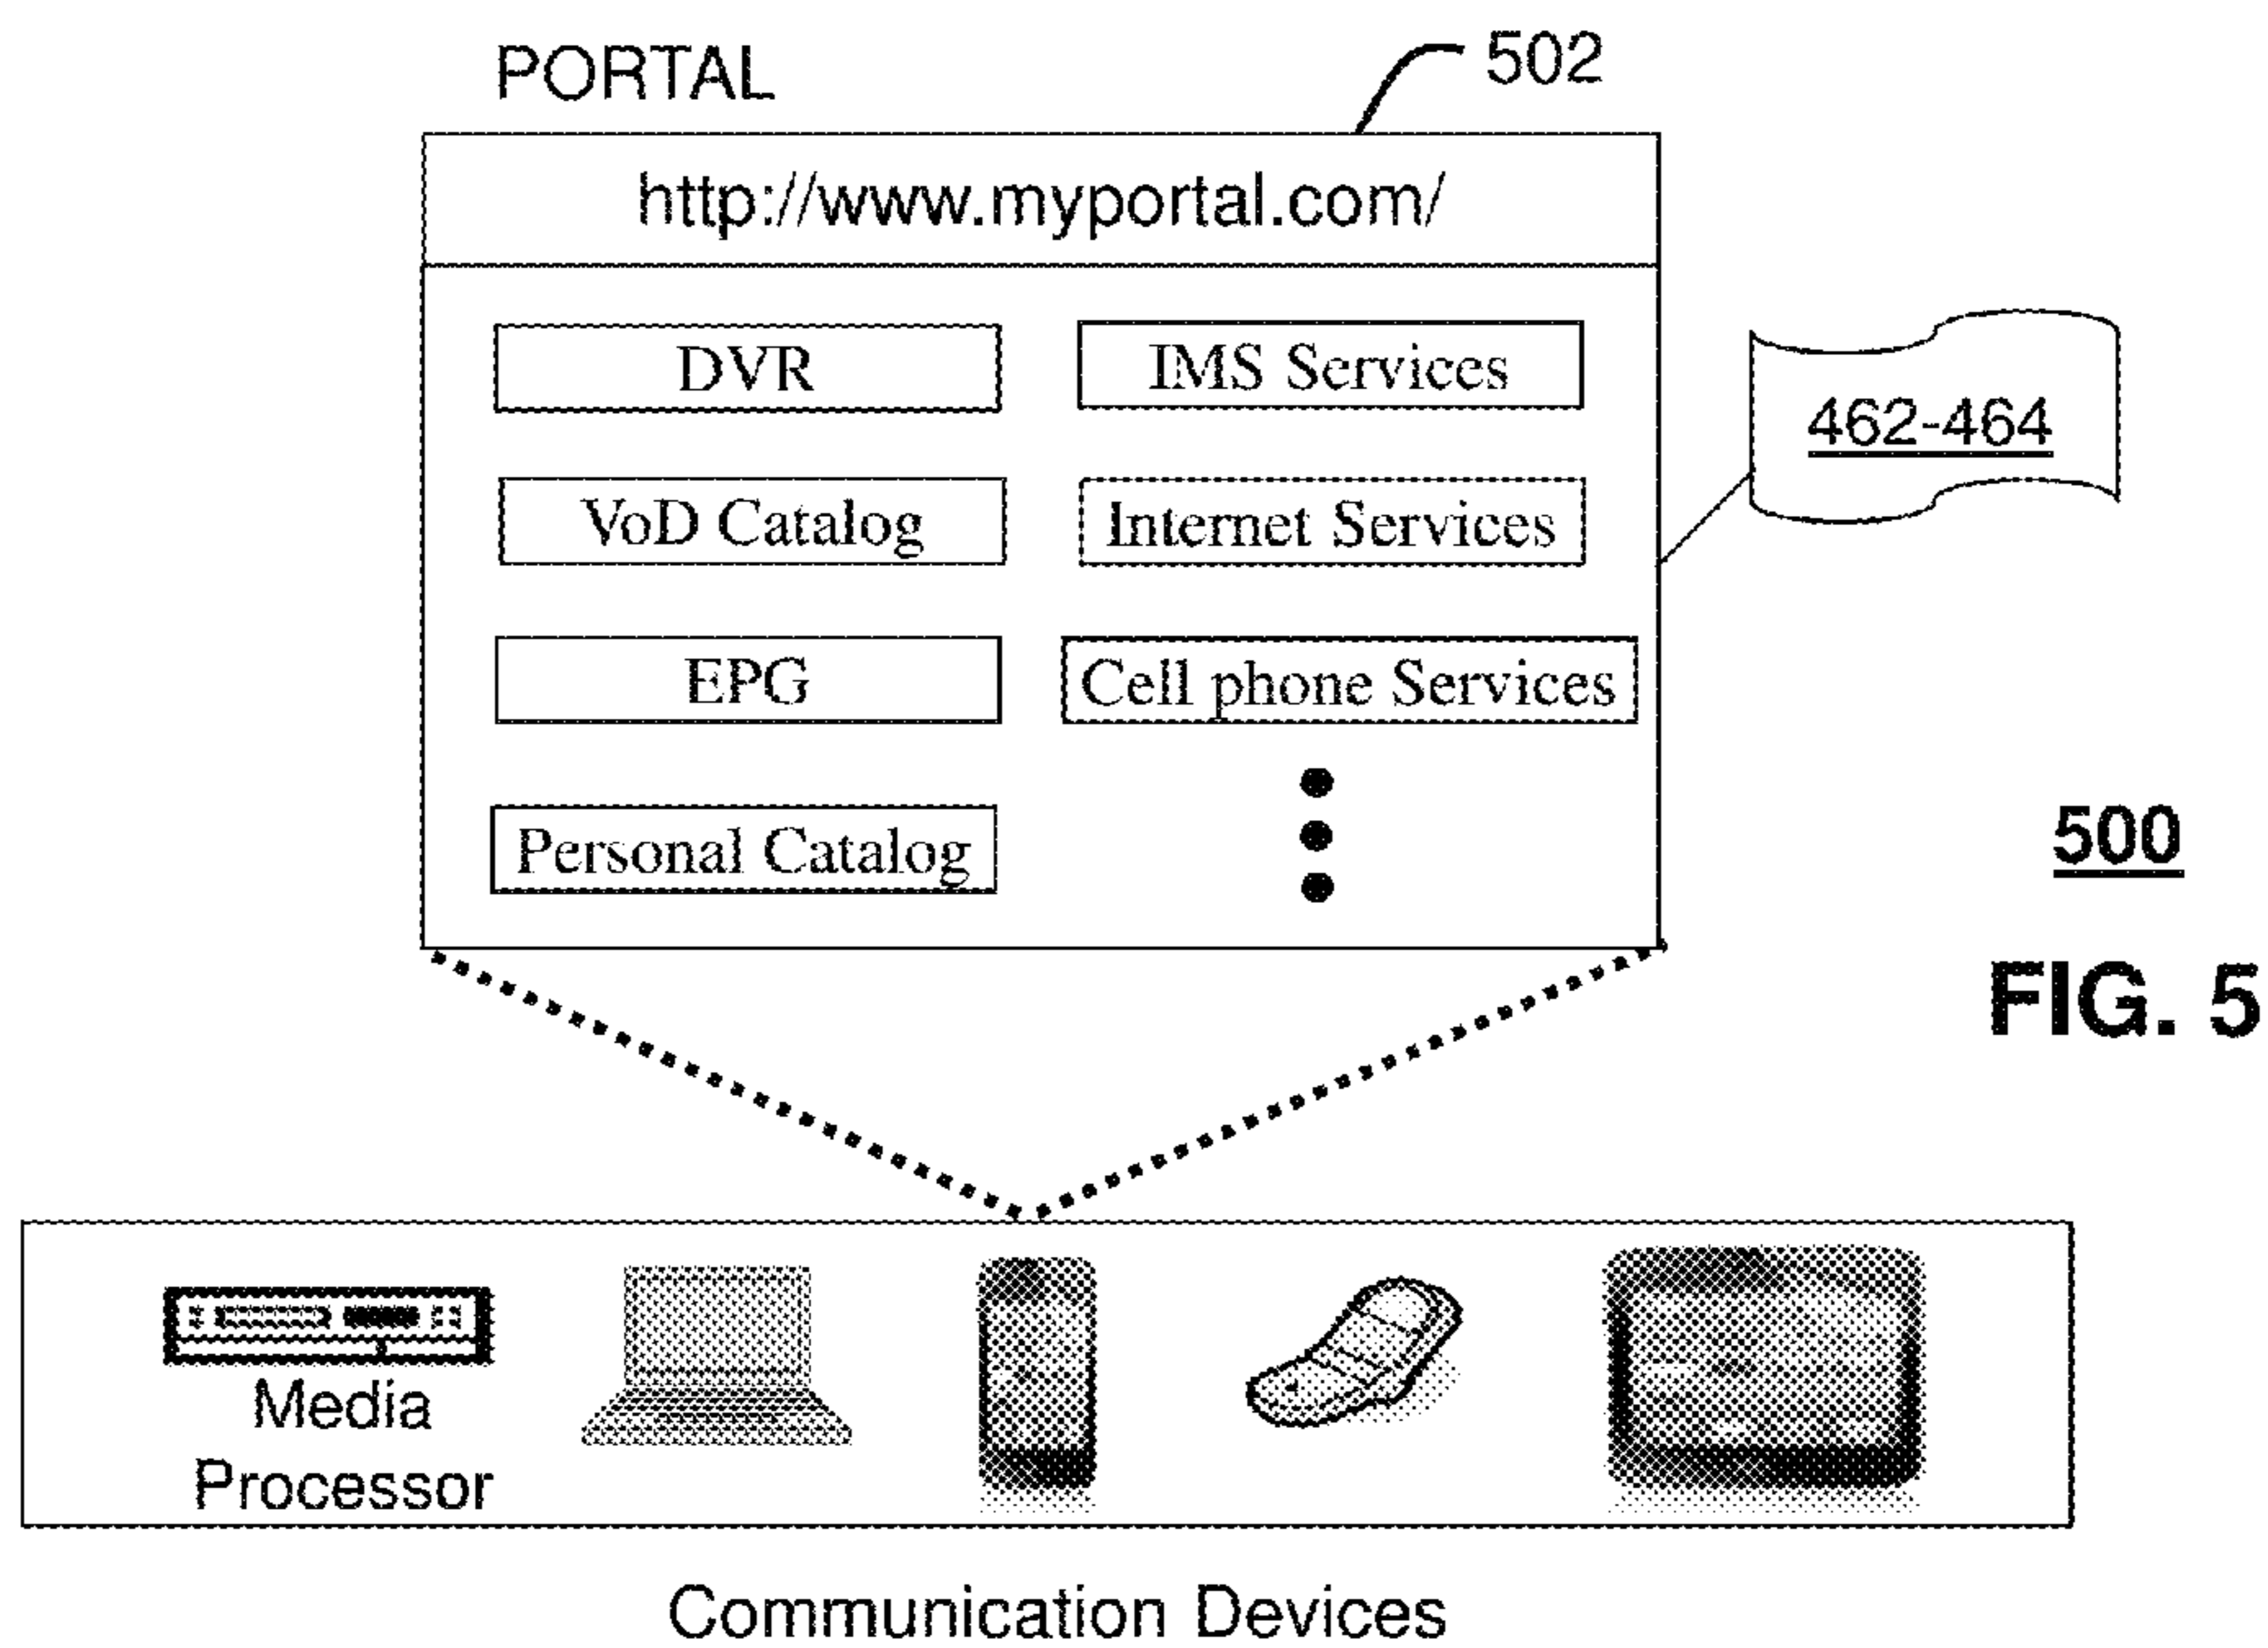 PORTAL
502
http://www.myportal.com/
DVR
IMS Services
462-464
VoD Catalog
Internet Services
EPG
Cell phone Services
Personal Catalog
500
FIG. 5
Media
Processor
Communication Devices